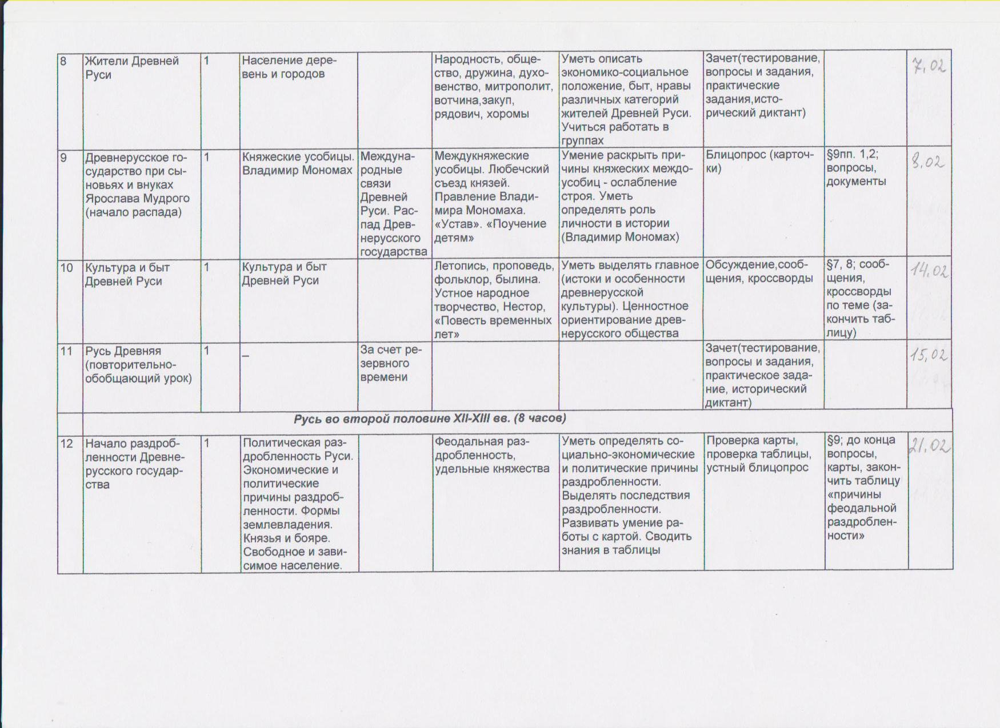 8
Жители Древней
Руси
1
Население дере-
вень и городов
Народность, обще-
ство, дружина, духо-
венство, митрополит,
вотчина,закуп,
рядович, хоромы
Уметь описать
экономико-социальное
положение, быт, нравы
различных категорий
жителей Древней Руси.
Учиться работать в
группах
Зачет(тестирование,
вопросы и задания,
практические
задания,исто-
рический диктант)
7.02
9
Древнерусское го-
сударство при сы-
новьях и внуках
Ярослава Мудрого
(начало распада)
1
Княжеские усобицы.
Владимир Мономах
Междуна-
родные
связи
Древней
Руси. Рас-
пад Древ-
нерусского
государства
Междукняжеские
усобицы. Любечский
съезд князей.
Правление Влади-
мира Мономаха.
«Устав». «Поучение
детям»
Умение раскрыть при-
чины княжеских междо-
усобиц - ослабление
строя. Уметь
определять роль
личности в истории
(Владимир Мономах)
Блицопрос (карточ-
ки)
§9пп. 1,2;
вопросы,
документы
8.02
10
Культура и быт
Древней Руси
1
Культура и быт
Древней Руси
Летопись, проповедь,
фольклор, былина.
Устное народное
творчество, Нестор,
«Повесть временных
лет»
Уметь выделять главное
(истоки и особенности
древнерусской
культуры). Ценностное
ориентирование древ-
нерусского общества
Обсуждение,сооб-
щения, кроссворды
§7, 8; сооб-
щения,
кроссворды
по теме (за-
кончить таб-
лицу)
14.02
11
Русь Древняя
(повторительно-
обобщающий урок)
1
–
За счет ре-
зервного
времени
Зачет(тестирование,
вопросы и задания,
практическое зада-
ние, исторический
диктант)
15.02
Русь во второй половине XII-XIII вв. (8 часов)
12
Начало раздроб-
ленности Древне-
русского государ-
ства
1
Политическая раз-
дробленность Руси.
Экономические и
политические
причины раздроб-
ленности. Формы
землевладения.
Князья и бояре.
Свободное и зави-
симое население.
Феодальная раз-
дробленность,
удельные княжества
Уметь определять со-
циально-экономические
и политические причины
раздробленности.
Выделять последствия
раздробленности.
Развивать умение ра-
боты с картой. Сводить
знания в таблицы
Проверка карты,
проверка таблицы,
устный блицопрос
§9; до конца
вопросы,
карты, закон-
чить таблицу
«причины
феодальной
раздроблен-
ности»
21.02